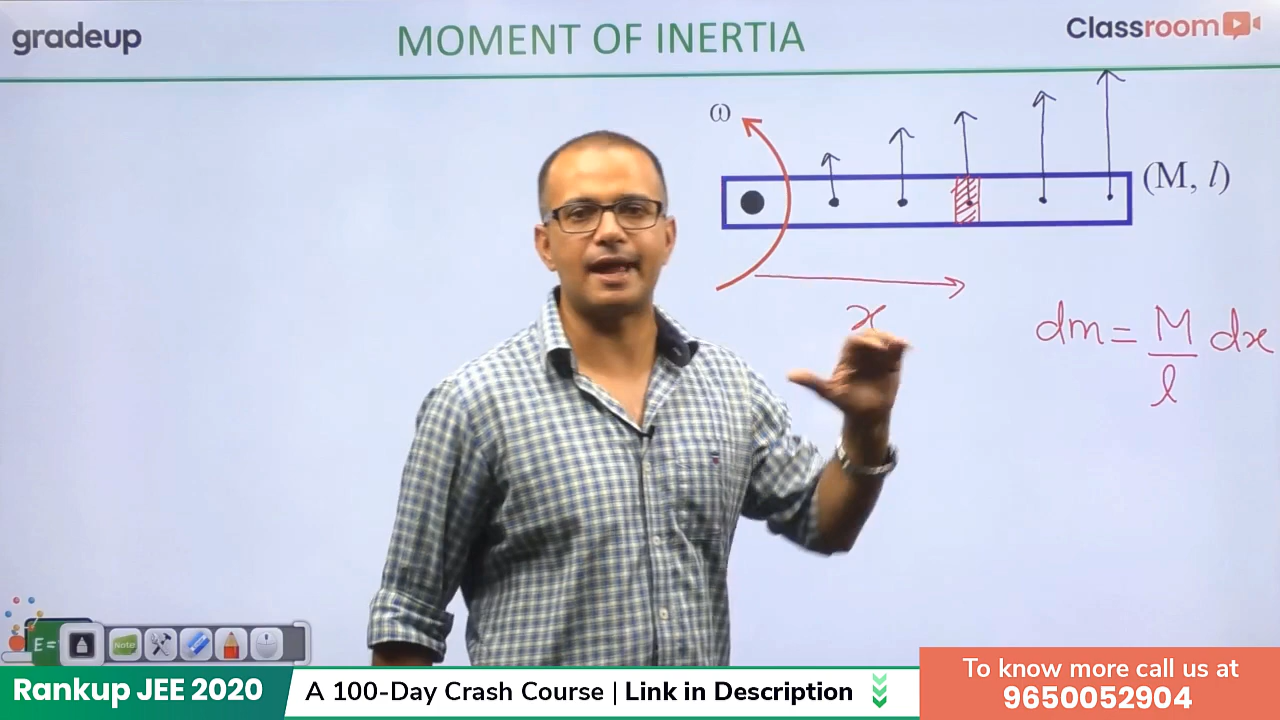 gradeup
MOMENT OF INERTIA
Classroom
ω
(M, l)
x
dm = M/l dx
E=
Note
Rankup JEE 2020
A 100-Day Crash Course | Link in Description
To know more call us at
9650052904